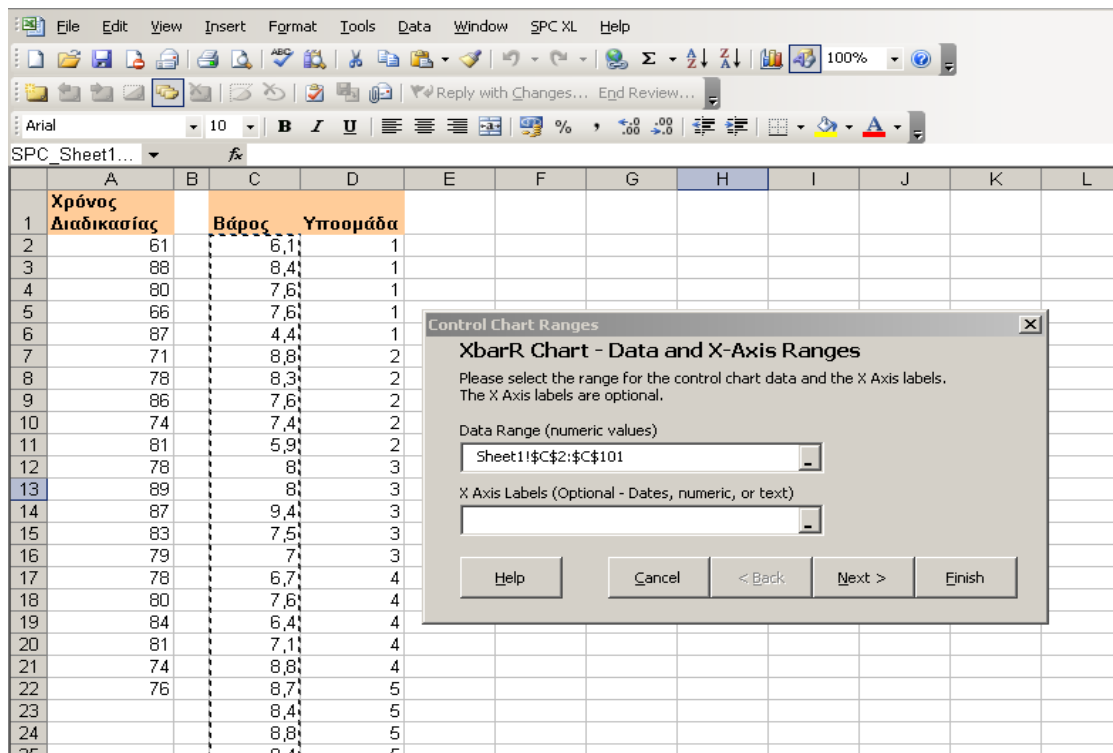 File Edit View Insert Format Tools Data Window SPC XL Help
100%
Reply with Changes... End Review...
Arial 10 B I U % ,
SPC_Sheet1... fx
A B C D E F G H I J K L
1 Χρόνος Διαδικασίας Βάρος Υποομάδα
2 61 6,1 1
3 88 8,4 1
4 80 7,6 1
5 66 7,6 1
6 87 4,4 1
7 71 8,8 2
8 78 8,3 2
9 86 7,6 2
10 74 7,4 2
11 81 5,9 2
12 78 8 3
13 89 8 3
14 87 9,4 3
15 83 7,5 3
16 79 7 3
17 78 6,7 4
18 80 7,6 4
19 84 6,4 4
20 81 7,1 4
21 74 8,8 4
22 76 8,7 5
23 8,4 5
24 8,8 5
Control Chart Ranges
XbarR Chart - Data and X-Axis Ranges
Please select the range for the control chart data and the X Axis labels.
The X Axis labels are optional.
Data Range (numeric values)
Sheet1!$C$2:$C$101
X Axis Labels (Optional - Dates, numeric, or text)
Help Cancel < Back Next > Finish